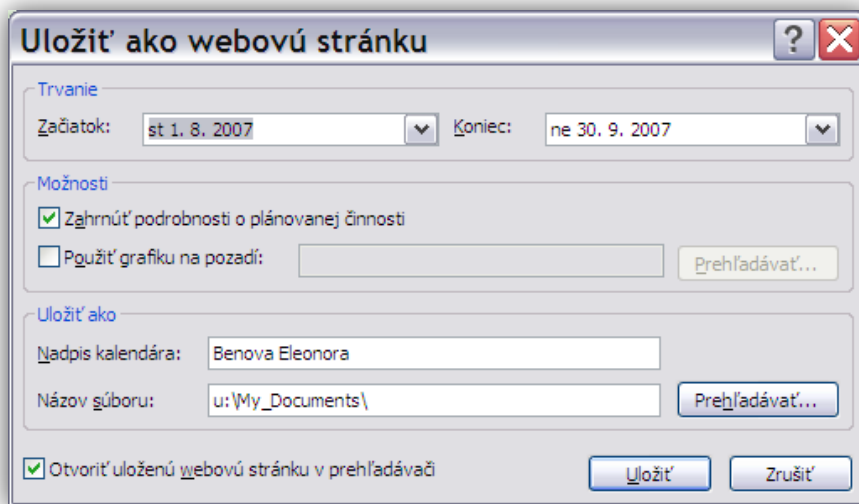 Uložiť ako webovú stránku
Trvanie
Začiatok: st 1. 8. 2007 Koniec: ne 30. 9. 2007
Možnosti
Zahrnúť podrobnosti o plánovanej činnosti
Použiť grafiku na pozadí: Prehľadávať...
Uložiť ako
Nadpis kalendára: Benova Eleonora
Názov súboru: u:\My_Documents\ Prehľadávať...
Otvoriť uloženú webovú stránku v prehľadávači Uložiť Zrušiť